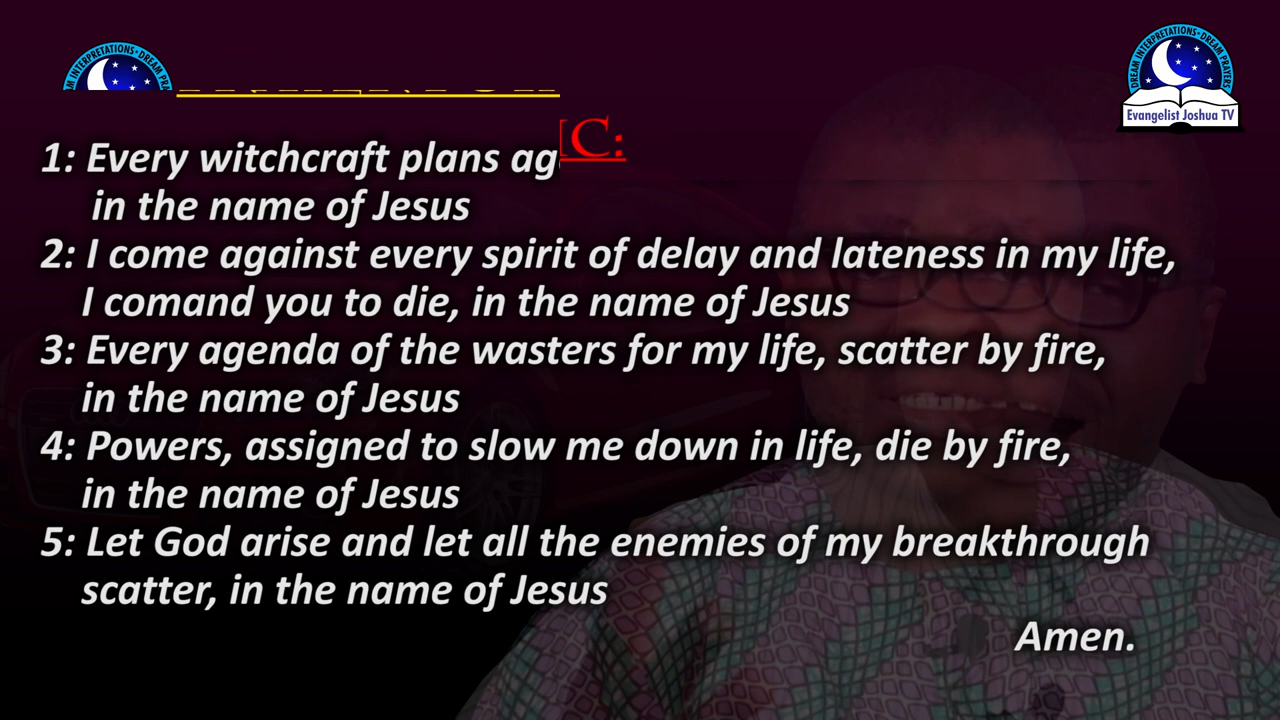 DREAM INTERPRETATIONS • DREAM PRAYERS
Evangelist Joshua TV
1: Every witchcraft plans
in the name of Jesus
2: I come against every spirit of delay and lateness in my life,
I comand you to die, in the name of Jesus
3: Every agenda of the wasters for my life, scatter by fire,
in the name of Jesus
4: Powers, assigned to slow me down in life, die by fire,
in the name of Jesus
5: Let God arise and let all the enemies of my breakthrough
scatter, in the name of Jesus
Amen.